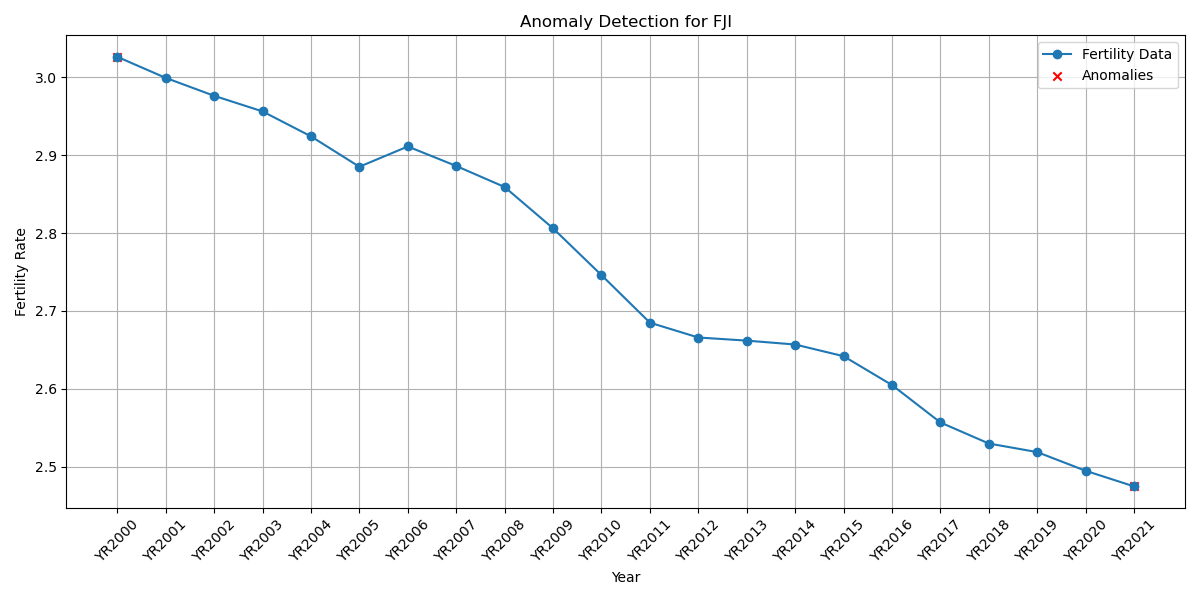 Anomaly Detection for FJI
Fertility Data
Anomalies
Fertility Rate
3.0
2.9
2.8
2.7
2.6
2.5
YR2000
YR2001
YR2002
YR2003
YR2004
YR2005
YR2006
YR2007
YR2008
YR2009
YR2010
YR2011
YR2012
YR2013
YR2014
YR2015
YR2016
YR2017
YR2018
YR2019
YR2020
YR2021
Year